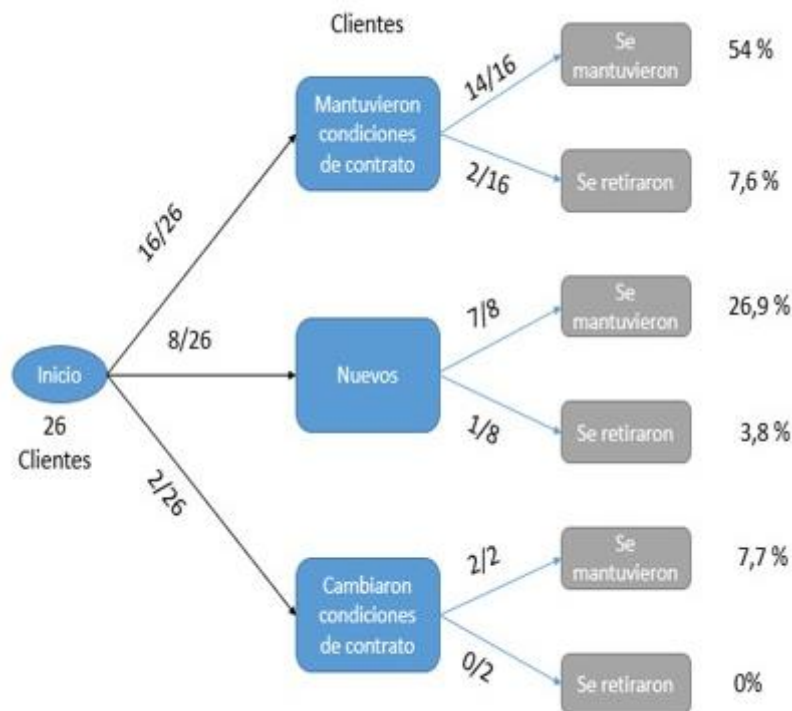 Clientes
Mantuvieron
condiciones
de contrato
14/16
Se
mantuvieron
54 %
2/16
Se retiraron
7,6 %
16/26
8/26
2/26
Inicio
26
Clientes
Nuevos
7/8
Se
mantuvieron
26,9 %
1/8
Se retiraron
3,8 %
Cambiaron
condiciones
de contrato
2/2
Se
mantuvieron
7,7 %
0/2
Se retiraron
0%